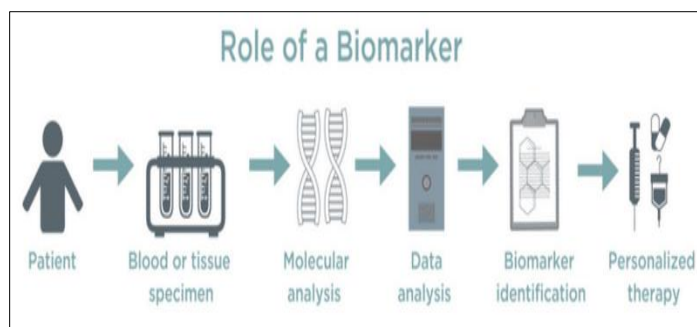 Role of a Biomarker
Patient
Blood or tissue
specimen
Molecular
analysis
Data
analysis
Biomarker
identification
Personalized
therapy